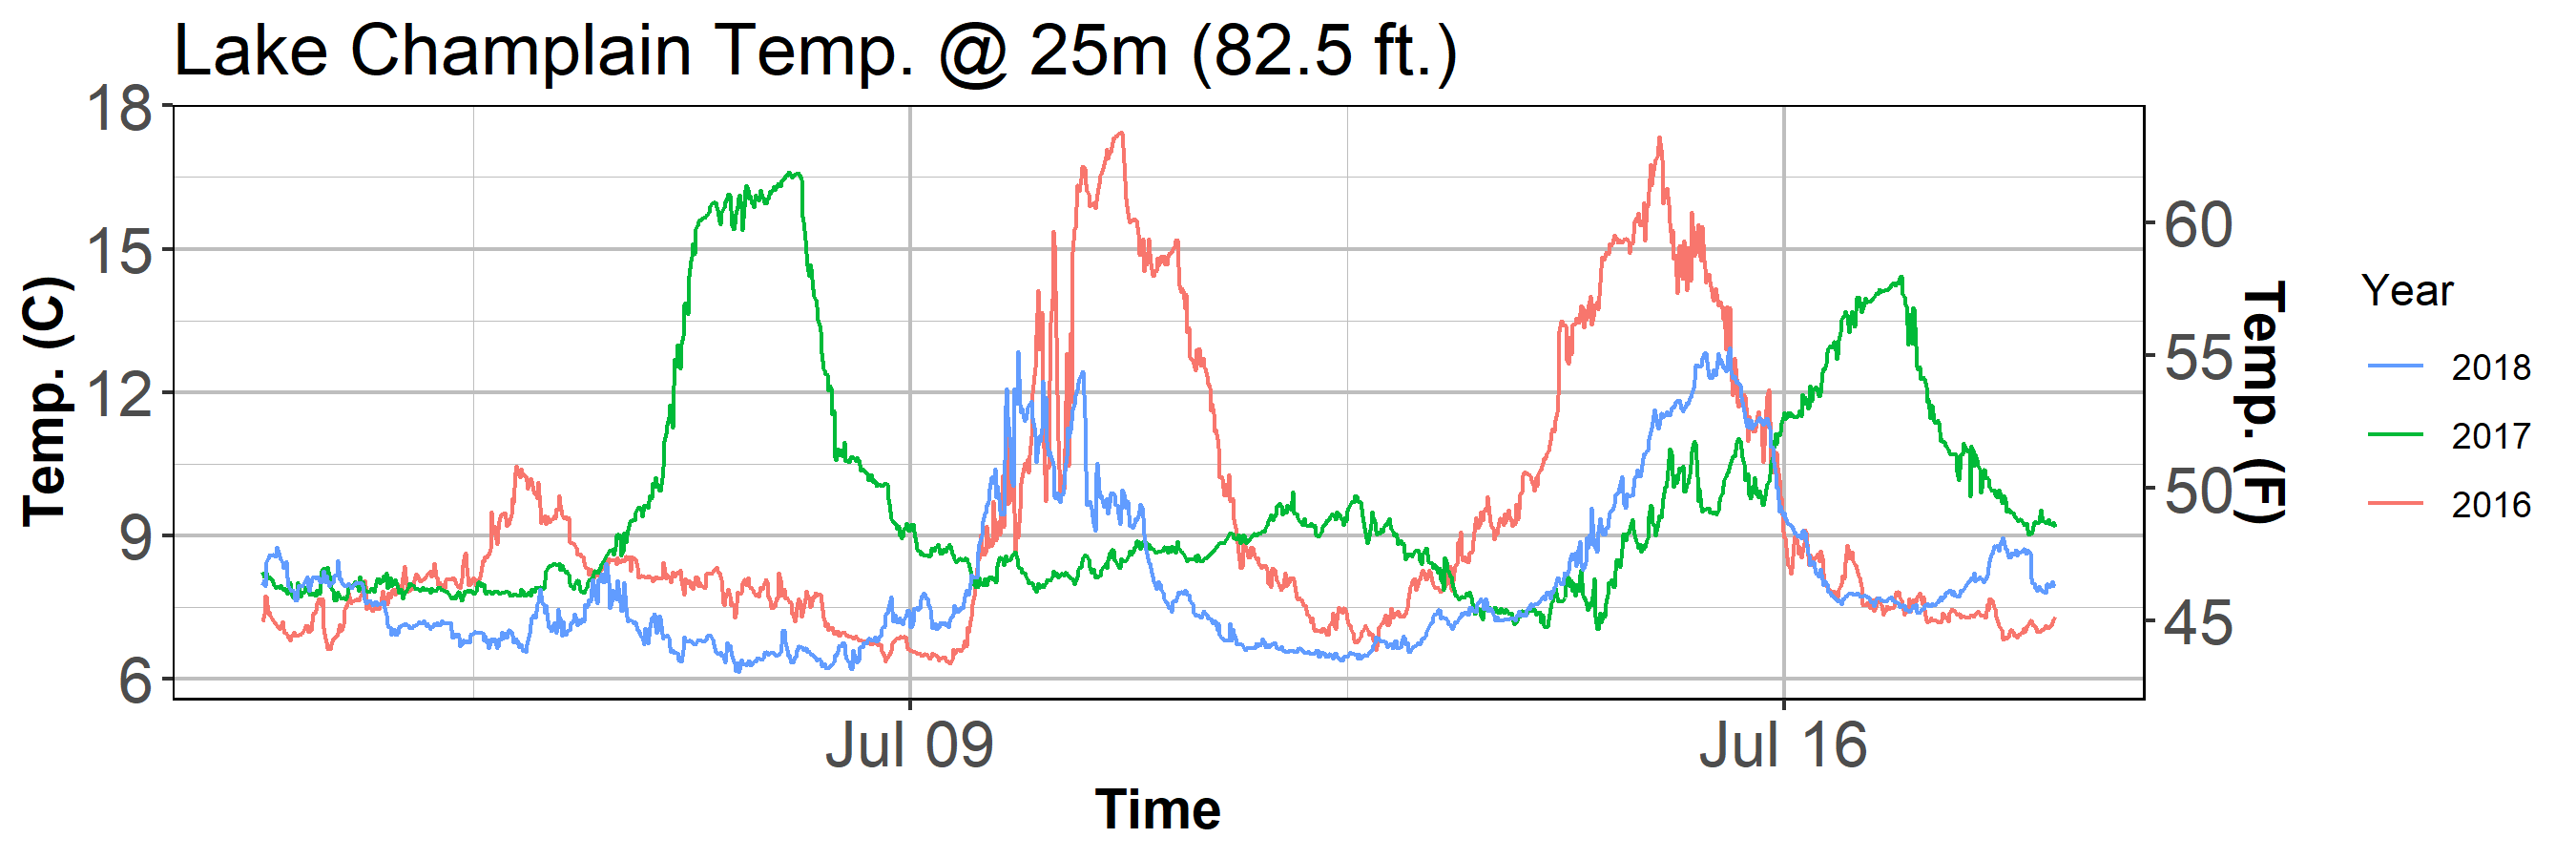 Lake Champlain Temp. @ 25m (82.5 ft.)
18
15
12
9
6
Temp. (C)
60
55
50
45
Temp. (F)
Jul 09
Jul 16
Time
Year
2018
2017
2016